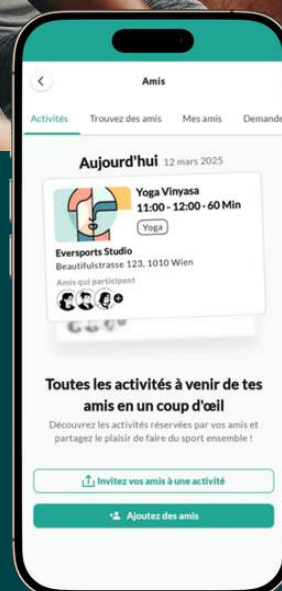 Amis
Activités Trouvez des amis Mes amis Demande
Aujourd'hui 12 mars 2025
Yoga Vinyasa
11:00 - 12:00 · 60 Min
Yoga
Eversports Studio
Beautifulstrasse 123, 1010 Wien
Amis qui participent
Toutes les activités à venir de tes
amis en un coup d'œil
Découvrez les activités réservées par vos amis et
partagez le plaisir de faire du sport ensemble !
Invitez vos amis à une activité
Ajoutez des amis